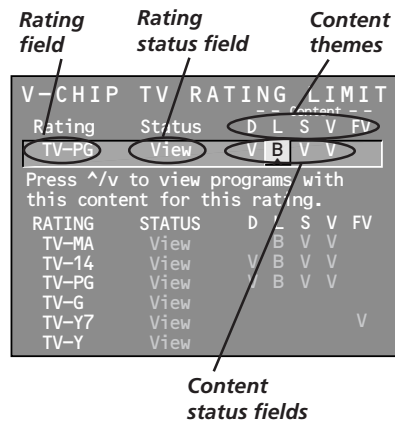 Rating field
Rating status field
Content themes
V-CHIP TV RATING LIMIT
- - Content - -
Rating Status D L S V FV
TV-PG View V B V V
Press ^/v to view programs with
this content for this rating.
RATING STATUS D L S V FV
TV-MA View B V V
TV-14 View V B V V
TV-PG View V B V V
TV-G View
TV-Y7 View V
TV-Y View
Content
status fields